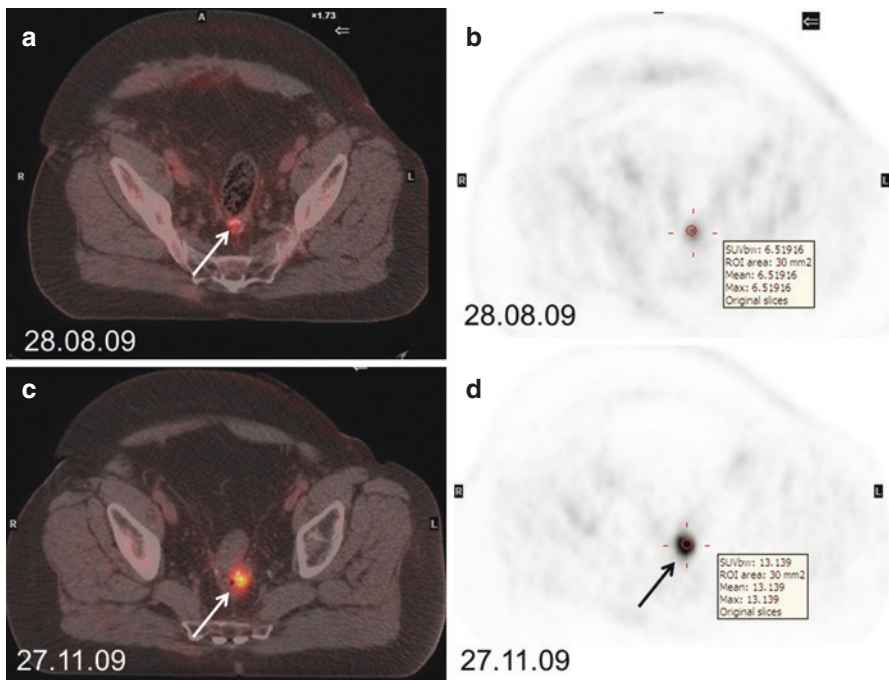 a
A
×1.73
⇐
R
L
28.08.09
b
⇐
R
L
SUVbw: 6.51916
ROI area: 30 mm2
Mean: 6.51916
Max: 6.51916
Original slices
28.08.09
c
R
L
27.11.09
d
R
L
SUVbw: 13.139
ROI area: 30 mm2
Mean: 13.139
Max: 13.139
Original slices
27.11.09